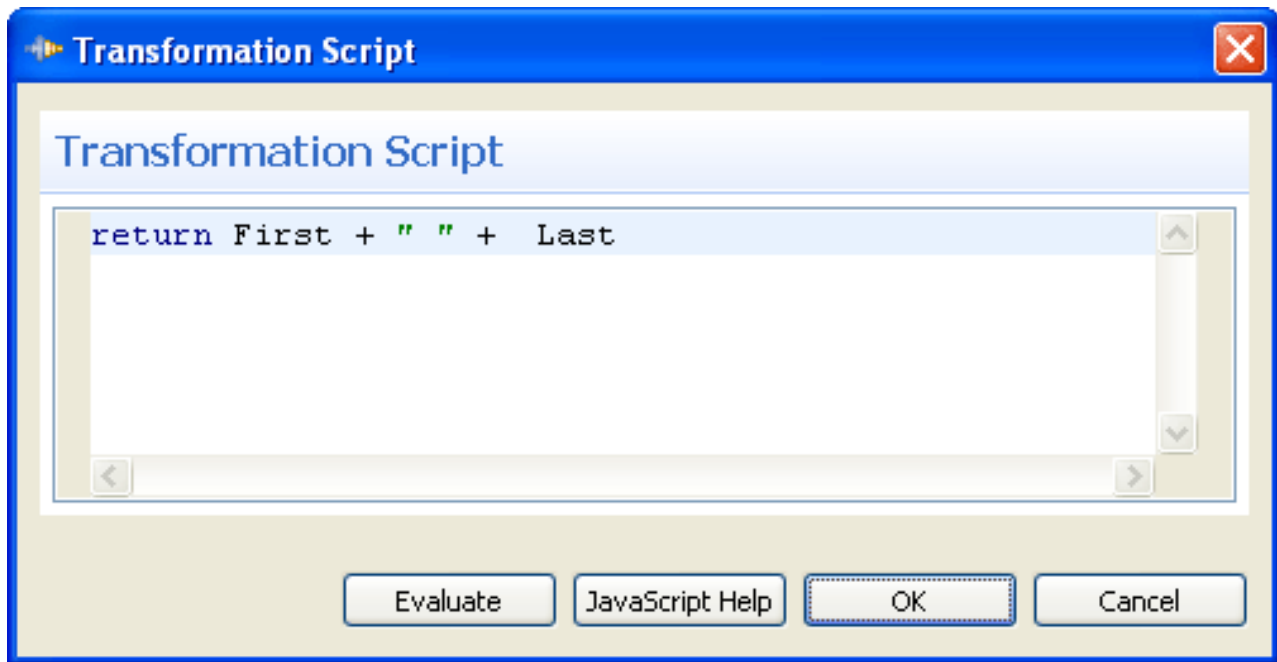 Transformation Script
Transformation Script
return First + " " +  Last
Evaluate
JavaScript Help
OK
Cancel